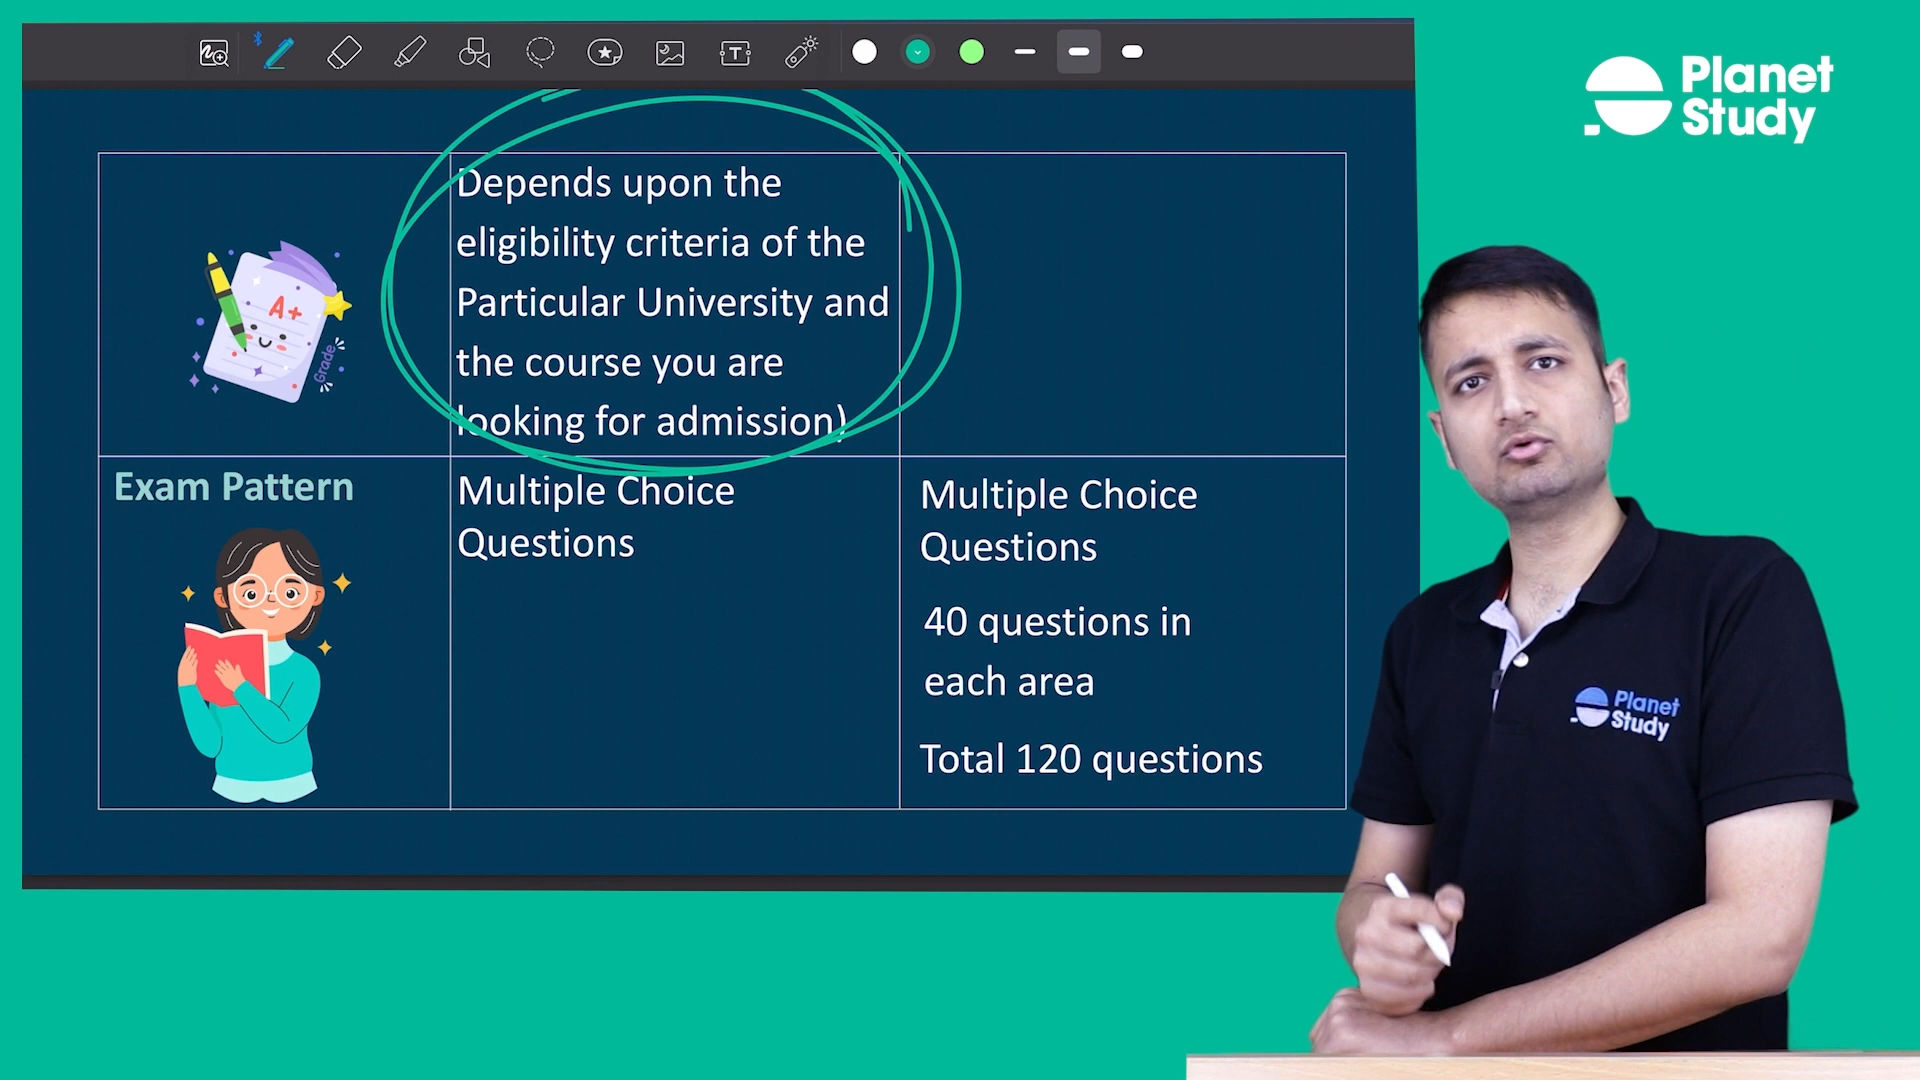 Planet
Study
Depends upon the
eligibility criteria of the
Particular University and
the course you are
looking for admission)
A+
Grade
Exam Pattern
Multiple Choice
Questions
Multiple Choice
Questions
40 questions in
each area
Total 120 questions
Planet
Study
T